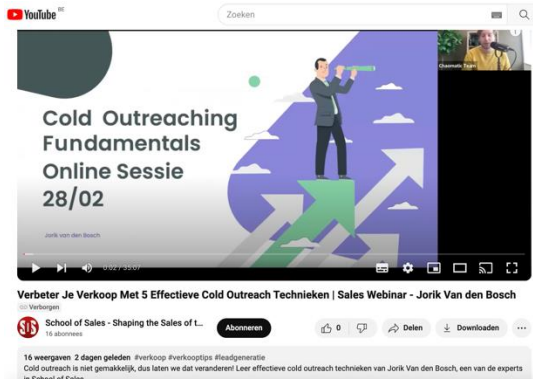 YouTube BE
Zoeken
Chaomatic Team
Cold Outreaching
Fundamentals
Online Sessie
28/02
Jorik van den Bosch
0:02 / 35:07
Verbeter Je Verkoop Met 5 Effectieve Cold Outreach Technieken | Sales Webinar - Jorik Van den Bosch
Verborgen
School of Sales - Shaping the Sales of t...
16 abonnees
Abonneren
0
Delen
Downloaden
16 weergaven 2 dagen geleden #verkoop #verkooptips #leadgeneratie
Cold outreach is niet gemakkelijk, dus laten we dat veranderen! Leer effectieve cold outreach technieken van Jorik Van den Bosch, een van de experts
in School of Sales